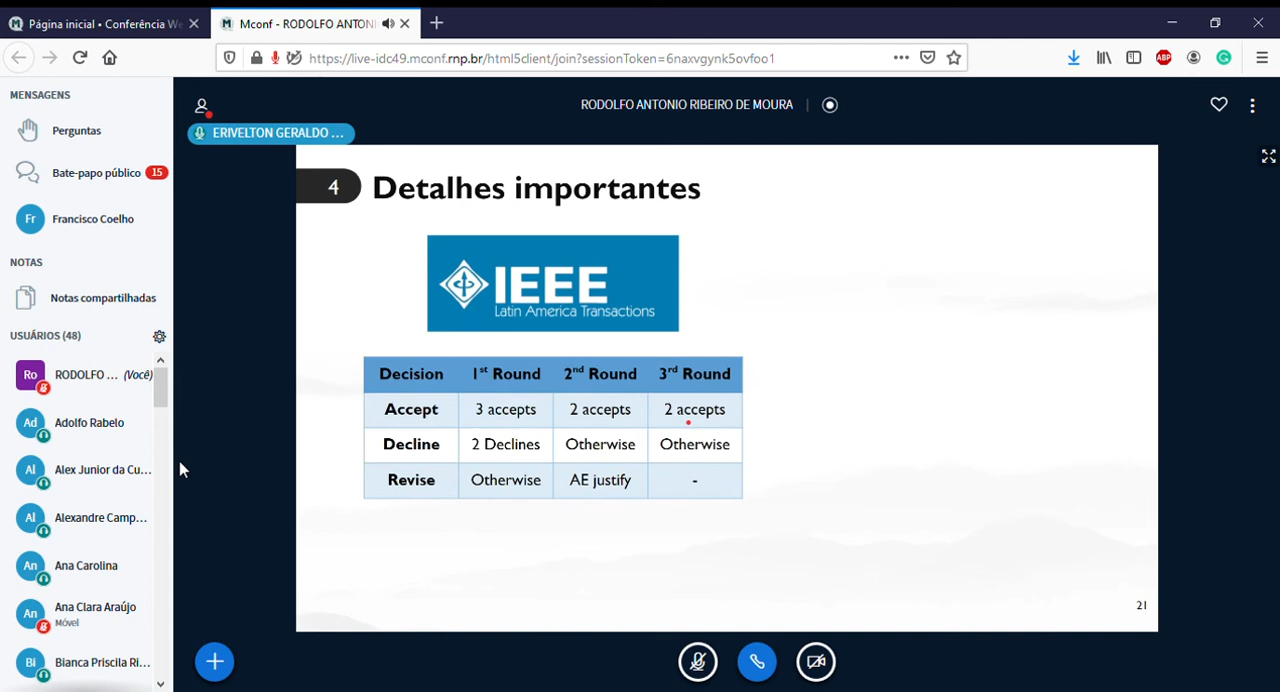 Página inicial • Conferência We
Mconf - RODOLFO ANTONI
https://live-idc49.mconf.rnp.br/html5client/join?sessionToken=6naxvgynk5ovfoo1
ABP
MENSAGENS
Perguntas
Bate-papo público 15
Fr Francisco Coelho
NOTAS
Notas compartilhadas
USUÁRIOS (48)
Ro RODOLFO ... (Você)
Ad Adolfo Rabelo
Al Alex Junior da Cu...
Al Alexandre Camp...
An Ana Carolina
An Ana Clara Araújo
Móvel
Bi Bianca Priscila Ri...
RODOLFO ANTONIO RIBEIRO DE MOURA
ERIVELTON GERALDO ...
4 Detalhes importantes
IEEE
Latin America Transactions
Decision 1st Round 2nd Round 3rd Round
Accept 3 accepts 2 accepts 2 accepts
Decline 2 Declines Otherwise Otherwise
Revise Otherwise AE justify -
21